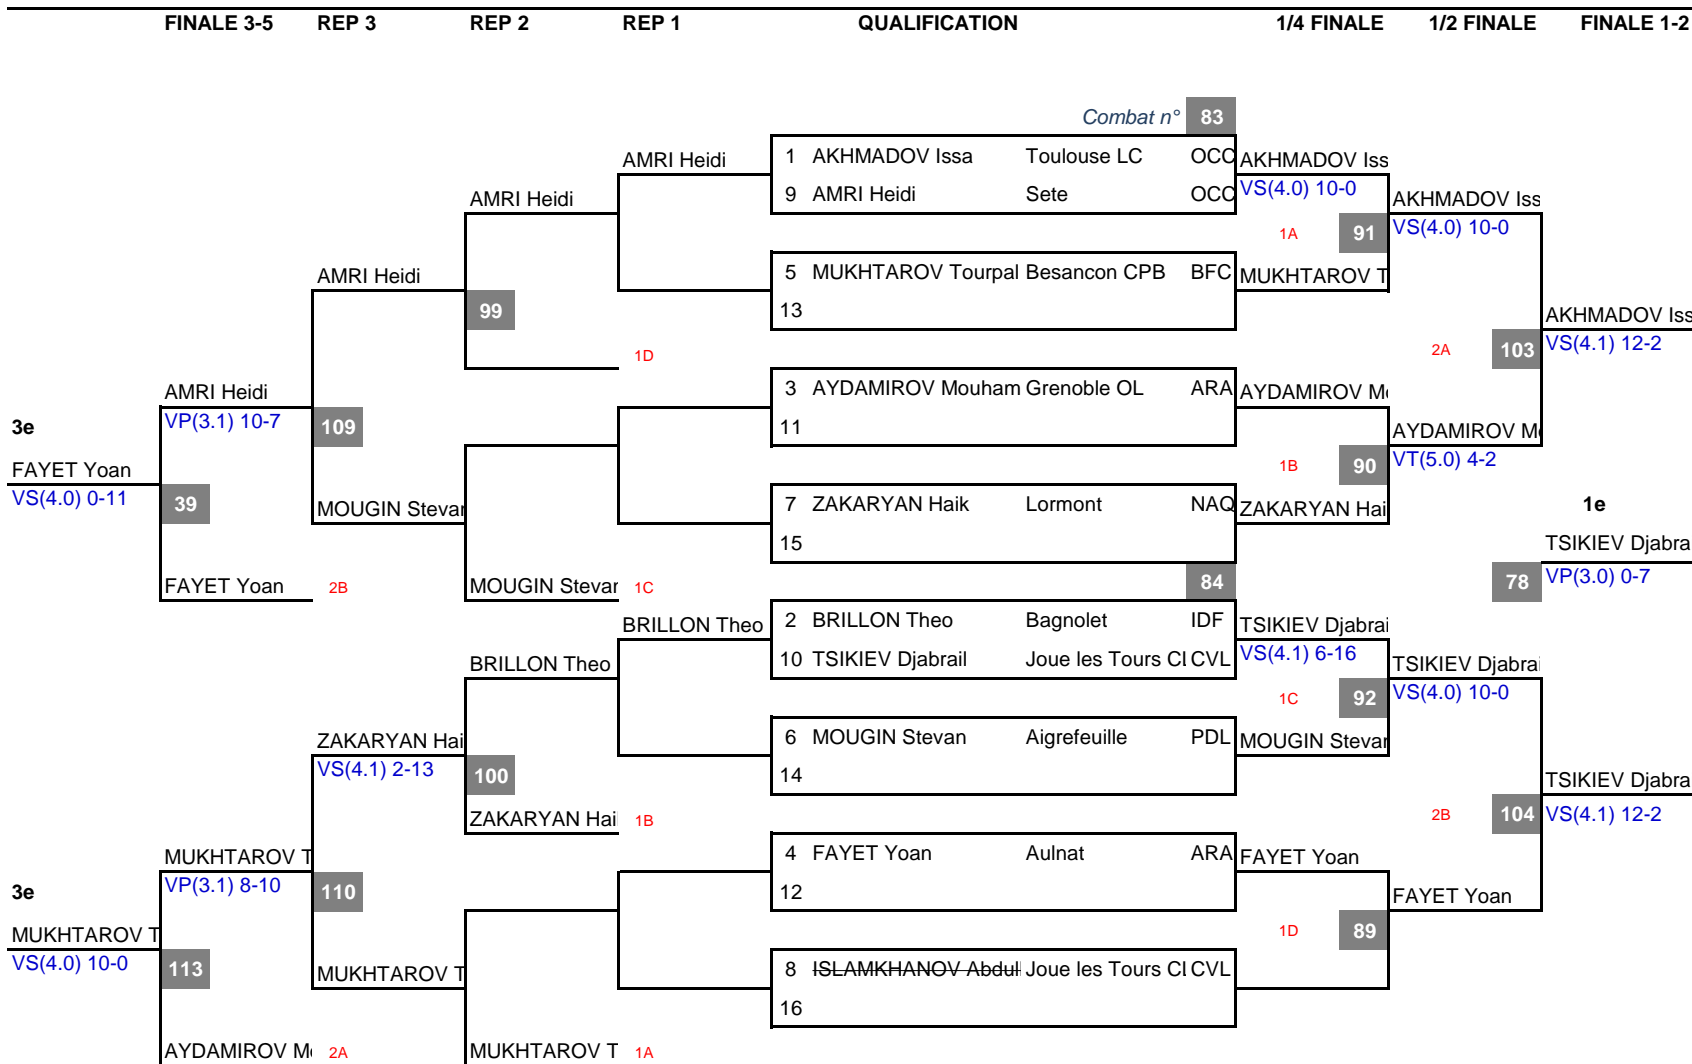 FINALE 3-5 REP 3 REP 2 REP 1 QUALIFICATION 1/4 FINALE 1/2 FINALE FINALE 1-2
Combat n° 83
AMRI Heidi 1 AKHMADOV Issa Toulouse LC OCC AKHMADOV Iss
AMRI Heidi 9 AMRI Heidi Sete OCC VS(4.0) 10-0 AKHMADOV Iss
1A 91 VS(4.0) 10-0
AMRI Heidi 5 MUKHTAROV Tourpal Besancon CPB BFC MUKHTAROV T
99 13 AKHMADOV Iss
1D 2A 103 VS(4.1) 12-2
AMRI Heidi 3 AYDAMIROV Mouham Grenoble OL ARA AYDAMIROV M
3e VP(3.1) 10-7 109 11 AYDAMIROV M
FAYET Yoan 1B 90 VT(5.0) 4-2
VS(4.0) 0-11 39 MOUGIN Stevan 7 ZAKARYAN Haik Lormont NAQ ZAKARYAN Hai 1e
15 TSIKIEV Djabra
FAYET Yoan 2B MOUGIN Stevar 1C 84 78 VP(3.0) 0-7
BRILLON Theo 2 BRILLON Theo Bagnolet IDF TSIKIEV Djabrai
BRILLON Theo 10 TSIKIEV Djabrail Joue les Tours CL CVL VS(4.1) 6-16 TSIKIEV Djabrai
1C 92 VS(4.0) 10-0
ZAKARYAN Hai 6 MOUGIN Stevan Aigrefeuille PDL MOUGIN Stevar
VS(4.1) 2-13 100 14 TSIKIEV Djabra
ZAKARYAN Hai 1B 2B 104 VS(4.1) 12-2
MUKHTAROV T 4 FAYET Yoan Aulnat ARA FAYET Yoan
3e VP(3.1) 8-10 110 12 FAYET Yoan
MUKHTAROV T 1D 89
VS(4.0) 10-0 113 MUKHTAROV T 8 ISLAMKHANOV Abdul Joue les Tours CL CVL
16
AYDAMIROV M 2A MUKHTAROV T 1A